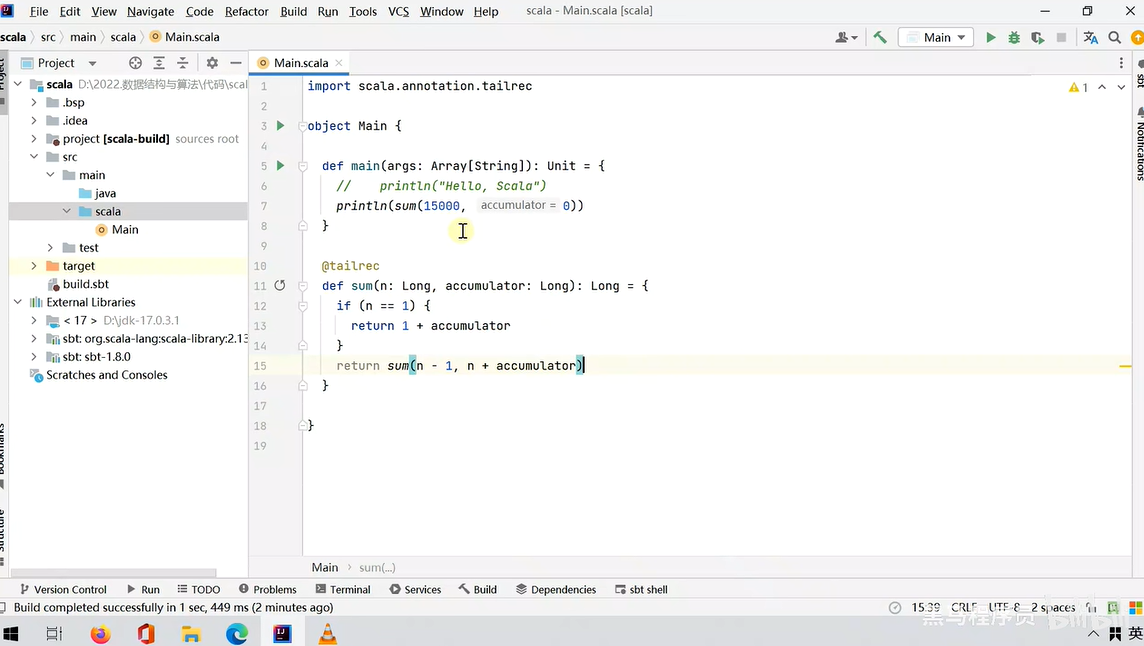 File Edit View Navigate Code Refactor Build Run Tools VCS Window Help scala - Main.scala [scala]
scala src main scala Main.scala Main
Project
Main.scala
scala D:\2022.数据结构与算法\代码\scal
.bsp
.idea
project [scala-build] sources root
src
main
java
scala
Main
test
target
build.sbt
External Libraries
< 17 > D:\jdk-17.0.3.1
sbt: org.scala-lang:scala-library:2.13
sbt: sbt-1.8.0
Scratches and Consoles
1 import scala.annotation.tailrec
2
3 object Main {
4
5 def main(args: Array[String]): Unit = {
6 // println("Hello, Scala")
7 println(sum(15000, accumulator = 0))
8 }
9
10 @tailrec
11 def sum(n: Long, accumulator: Long): Long = {
12 if (n == 1) {
13 return 1 + accumulator
14 }
15 return sum(n - 1, n + accumulator)
16 }
17
18 }
19
1
Project
Bookmarks
Structure
sbt
Notifications
Main sum(...)
Version Control Run TODO Problems Terminal Services Build Dependencies sbt shell
Build completed successfully in 1 sec, 449 ms (2 minutes ago) 15:39 CRLF UTF-8 2 spaces
黑马程序员 bilibili
英